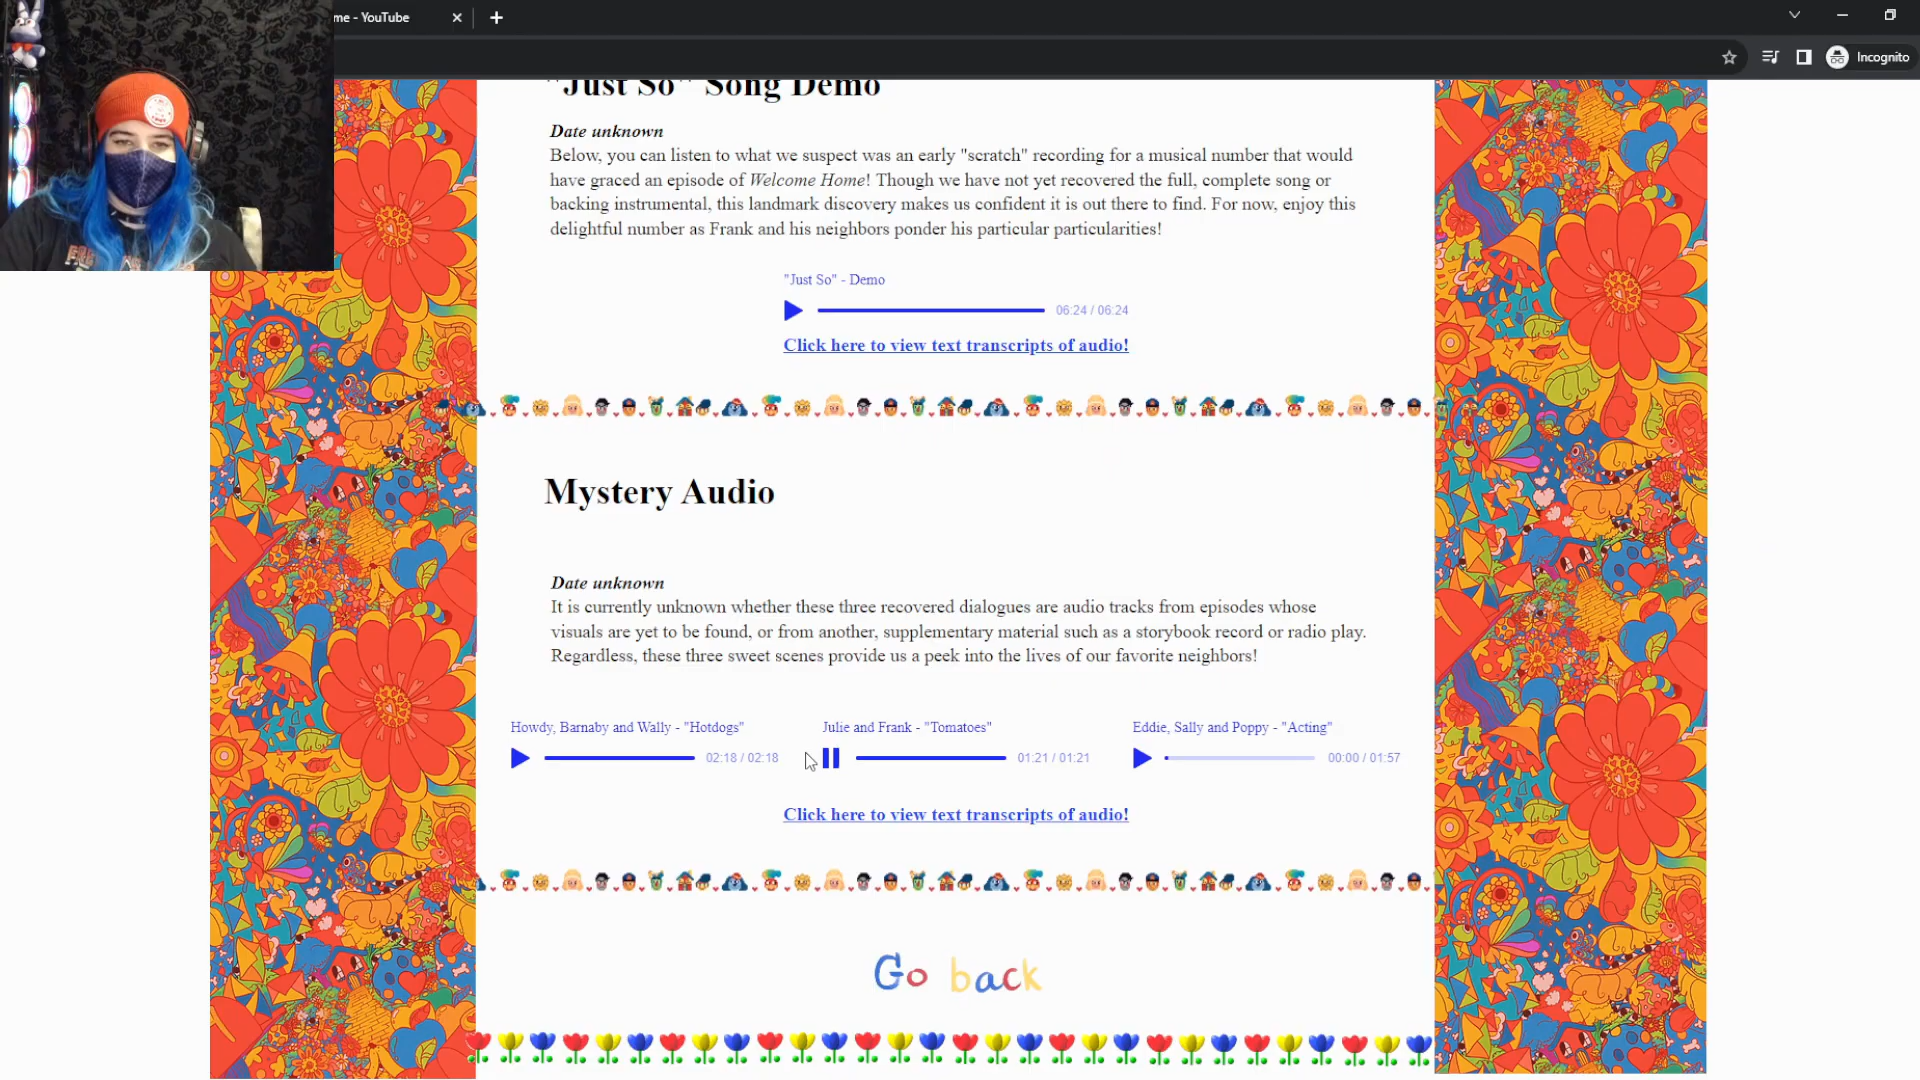 me - YouTube
Incognito
"Just So" Song Demo
Date unknown
Below, you can listen to what we suspect was an early "scratch" recording for a musical number that would
have graced an episode of Welcome Home! Though we have not yet recovered the full, complete song or
backing instrumental, this landmark discovery makes us confident it is out there to find. For now, enjoy this
delightful number as Frank and his neighbors ponder his particular particularities!
"Just So" - Demo
06:24 / 06:24
Click here to view text transcripts of audio!
Mystery Audio
Date unknown
It is currently unknown whether these three recovered dialogues are audio tracks from episodes whose
visuals are yet to be found, or from another, supplementary material such as a storybook record or radio play.
Regardless, these three sweet scenes provide us a peek into the lives of our favorite neighbors!
Howdy, Barnaby and Wally - "Hotdogs"
02:18 / 02:18
Julie and Frank - "Tomatoes"
01:21 / 01:21
Eddie, Sally and Poppy - "Acting"
00:00 / 01:57
Click here to view text transcripts of audio!
Go back